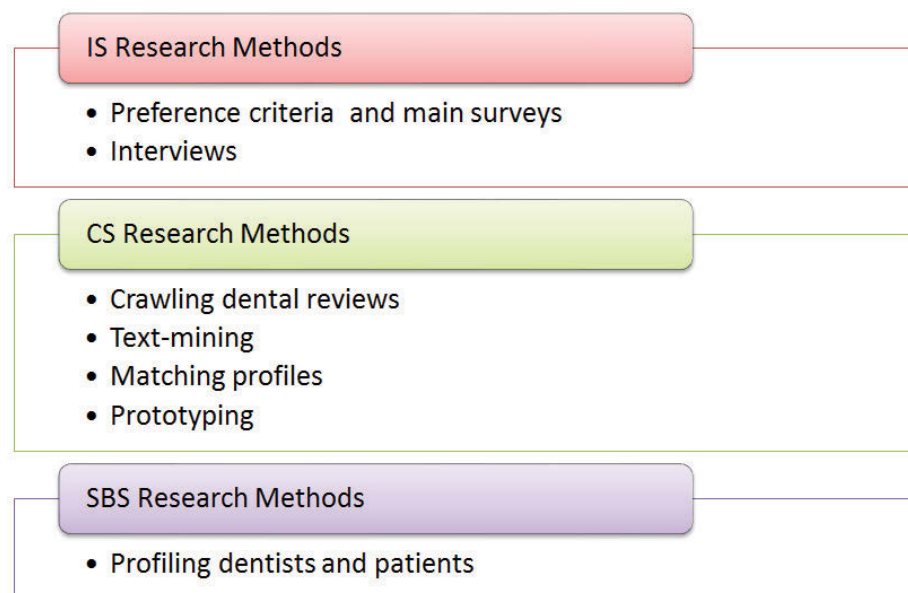 IS Research Methods
• Preference criteria and main surveys
• Interviews
CS Research Methods
• Crawling dental reviews
• Text-mining
• Matching profiles
• Prototyping
SBS Research Methods
• Profiling dentists and patients